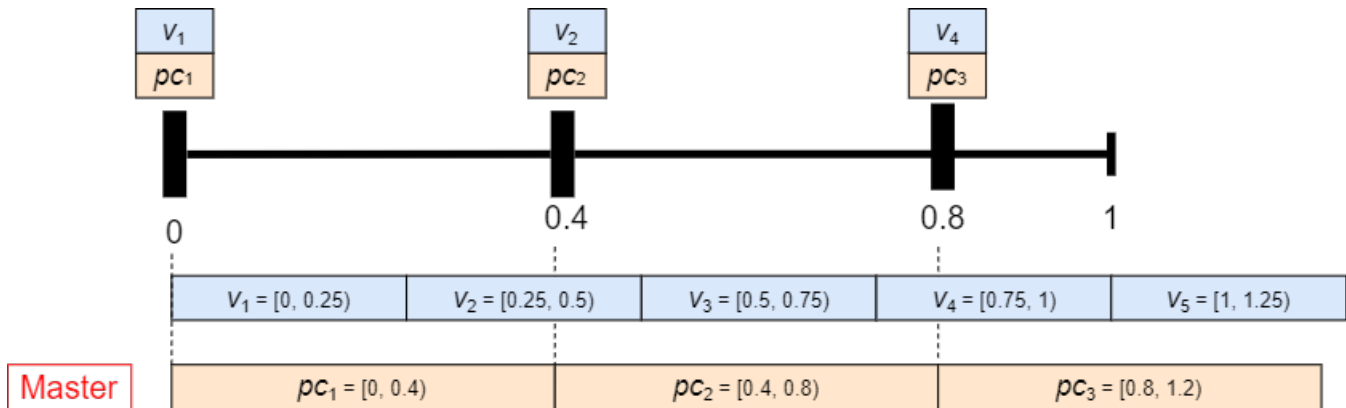 V1 V2 V4
pc1 pc2 pc3
0 0.4 0.8 1
V1 = [0, 0.25) V2 = [0.25, 0.5) V3 = [0.5, 0.75) V4 = [0.75, 1) V5 = [1, 1.25)
Master pc1 = [0, 0.4) pc2 = [0.4, 0.8) pc3 = [0.8, 1.2)